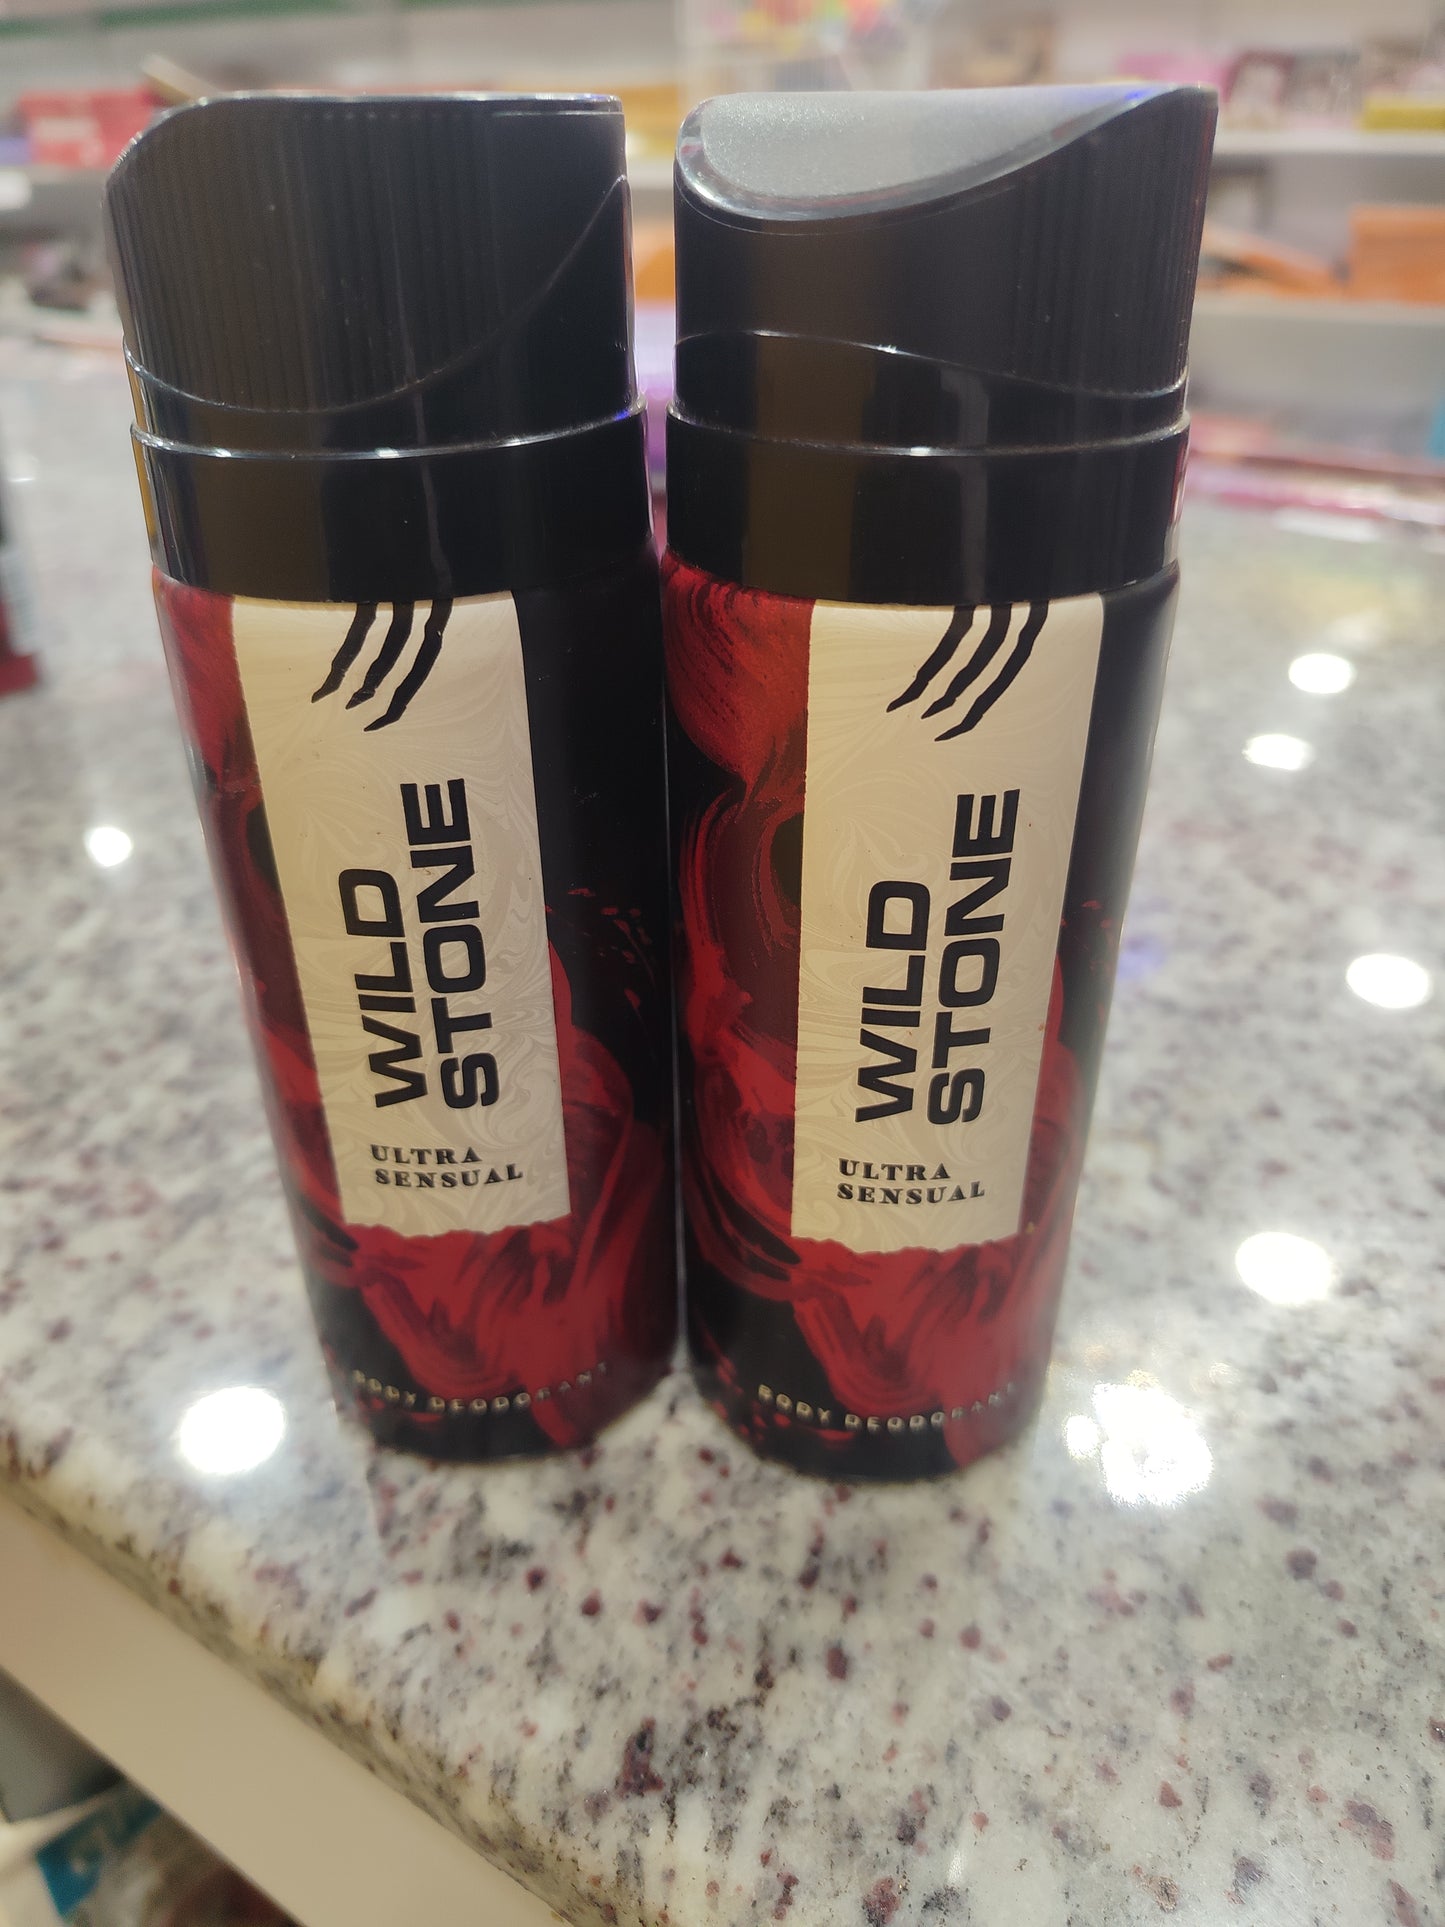 WILD
STONE
ULTRA
SENSUAL
BODY DEODORANT
WILD
STONE
ULTRA
SENSUAL
BODY DEODORANT